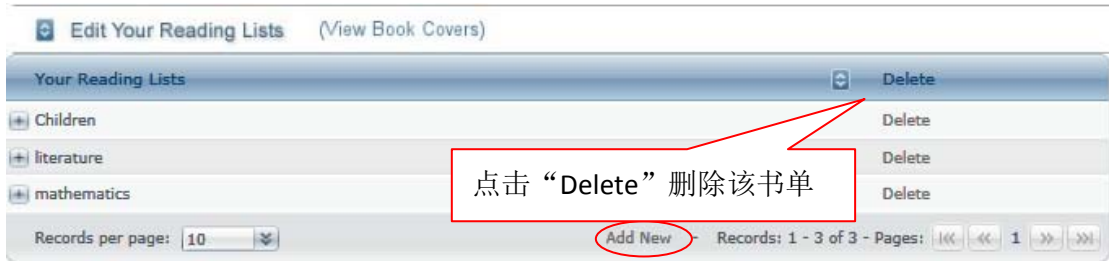 Edit Your Reading Lists (View Book Covers)
Your Reading Lists Delete
Children Delete
literature Delete
点击“Delete”删除该书单
mathematics Delete
Records per page: 10 Add New - Records: 1 - 3 of 3 - Pages: 1